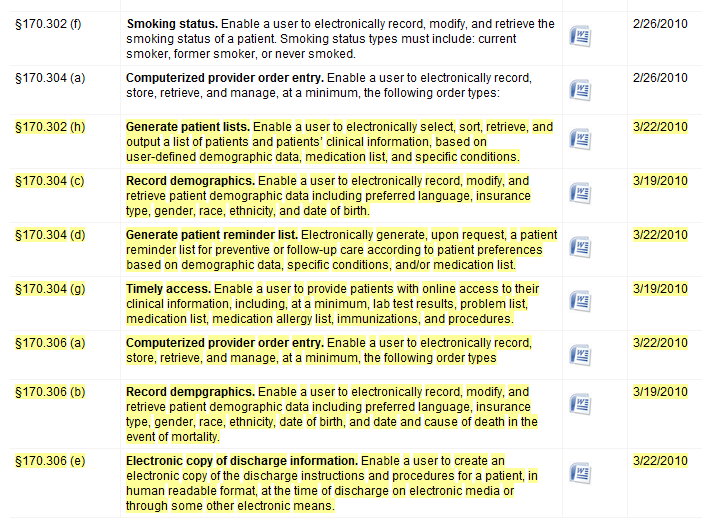 §170.302 (f) Smoking status. Enable a user to electronically record, modify, and retrieve the 2/26/2010
smoking status of a patient. Smoking status types must include: current
smoker, former smoker, or never smoked.
§170.304 (a) Computerized provider order entry. Enable a user to electronically record, 2/26/2010
store, retrieve, and manage, at a minimum, the following order types:
§170.302 (h) Generate patient lists. Enable a user to electronically select, sort, retrieve, and 3/22/2010
output a list of patients and patients' clinical information, based on
user-defined demographic data, medication list, and specific conditions.
§170.304 (c) Record demographics. Enable a user to electronically record, modify, and 3/19/2010
retrieve patient demographic data including preferred language, insurance
type, gender, race, ethnicity, and date of birth.
§170.304 (d) Generate patient reminder list. Electronically generate, upon request, a patient 3/22/2010
reminder list for preventive or follow-up care according to patient preferences
based on demographic data, specific conditions, and/or medication list.
§170.304 (g) Timely access. Enable a user to provide patients with online access to their 3/19/2010
clinical information, including, at a minimum, lab test results, problem list,
medication list, medication allergy list, immunizations, and procedures.
§170.306 (a) Computerized provider order entry. Enable a user to electronically record, 3/22/2010
store, retrieve, and manage, at a minimum, the following order types
§170.306 (b) Record dempgraphics. Enable a user to electronically record, modify, and 3/19/2010
retrieve patient demographic data including preferred language, insurance
type, gender, race, ethnicity, date of birth, and date and cause of death in the
event of mortality.
§170.306 (e) Electronic copy of discharge information. Enable a user to create an 3/22/2010
electronic copy of the discharge instructions and procedures for a patient, in
human readable format, at the time of discharge on electronic media or
through some other electronic means.